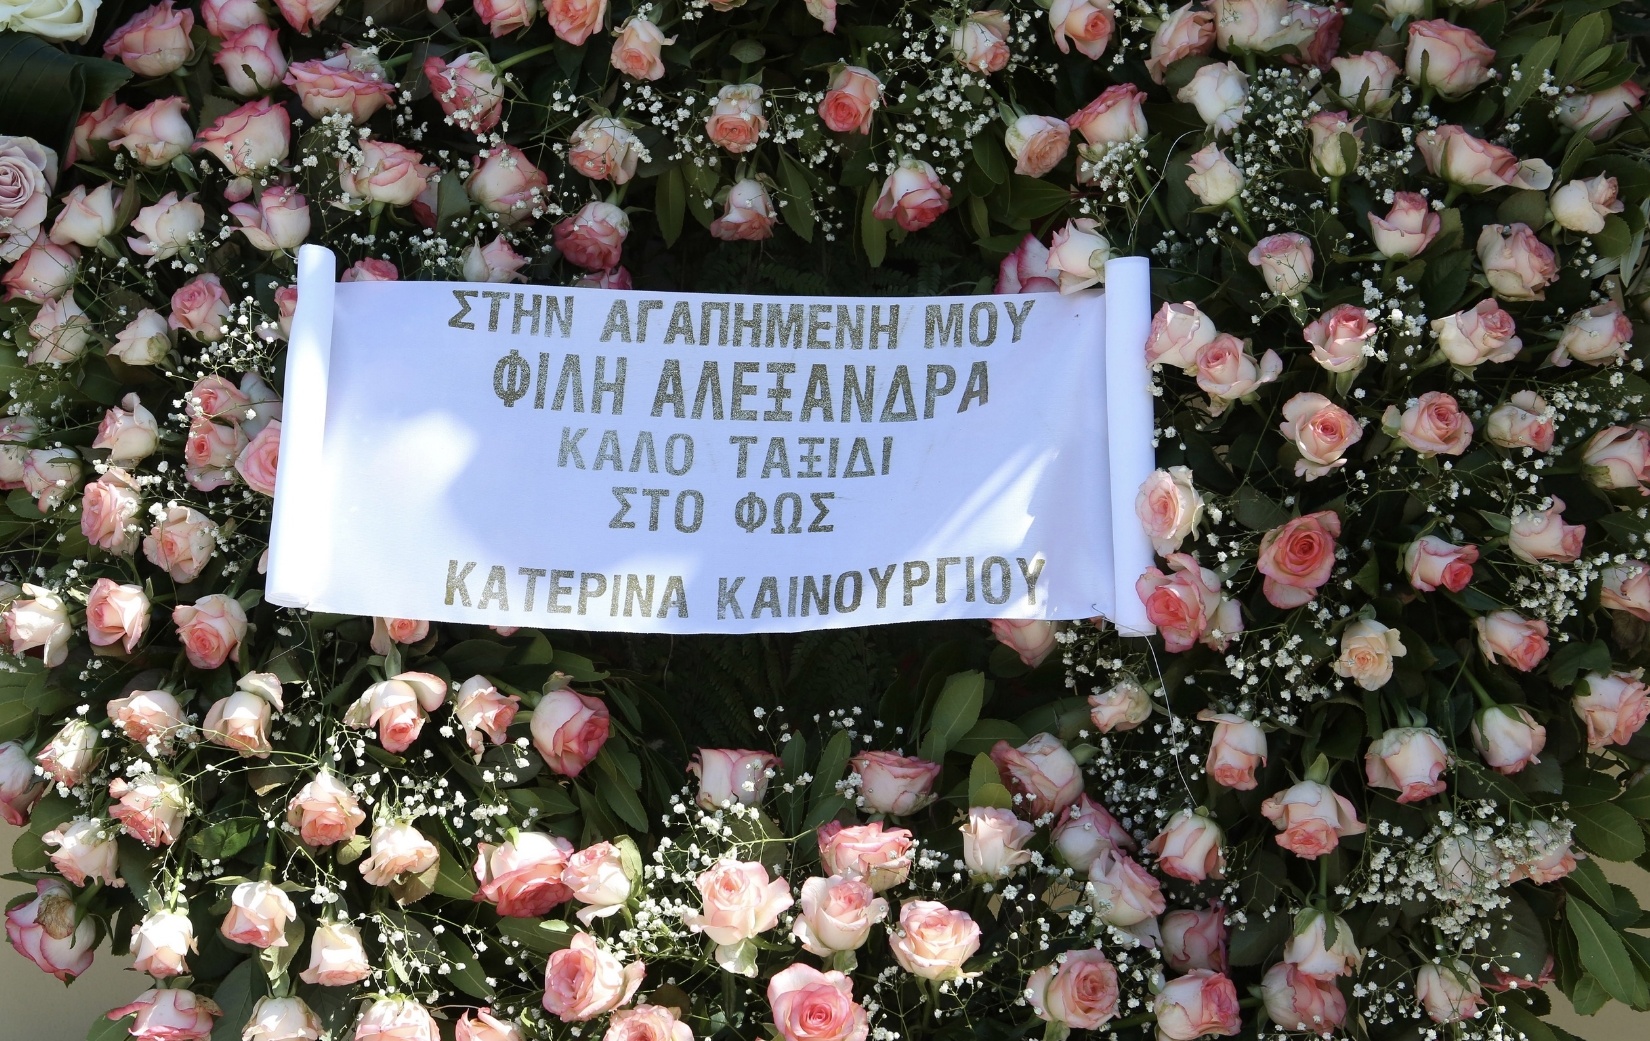 ΣΤΗΝ ΑΓΑΠΗΜΕΝΗ ΜΟΥ
ΦΙΛΗ ΑΛΕΞΑΝΔΡΑ
ΚΑΛΟ ΤΑΞΙΔΙ
ΣΤΟ ΦΩΣ
ΚΑΤΕΡΙΝΑ ΚΑΙΝΟΥΡΓΙΟΥ